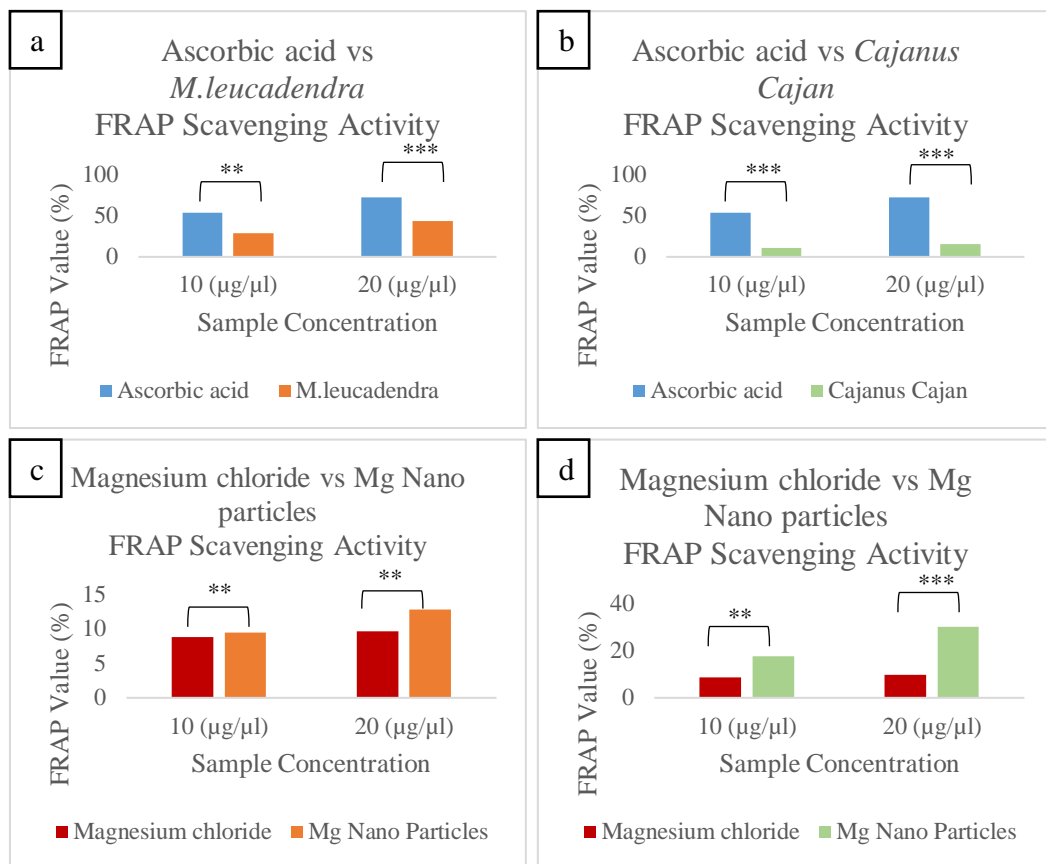 a
Ascorbic acid vs
M.leucadendra
FRAP Scavenging Activity
FRAP Value (%)
100
50
0
**
***
10 (µg/µl)
20 (µg/µl)
Sample Concentration
Ascorbic acid
M.leucadendra
b
Ascorbic acid vs Cajanus
Cajan
FRAP Scavenging Activity
FRAP Value (%)
100
50
0
***
***
10 (µg/µl)
20 (µg/µl)
Sample Concentration
Ascorbic acid
Cajanus Cajan
c
Magnesium chloride vs Mg Nano
particles
FRAP Scavenging Activity
FRAP Value (%)
15
10
5
0
**
**
10 (µg/µl)
20 (µg/µl)
Sample Concentration
Magnesium chloride
Mg Nano Particles
d
Magnesium chloride vs Mg
Nano particles
FRAP Scavenging Activity
FRAP Value (%)
40
20
0
**
***
10 (µg/µl)
20 (µg/µl)
Sample Concentration
Magnesium chloride
Mg Nano Particles